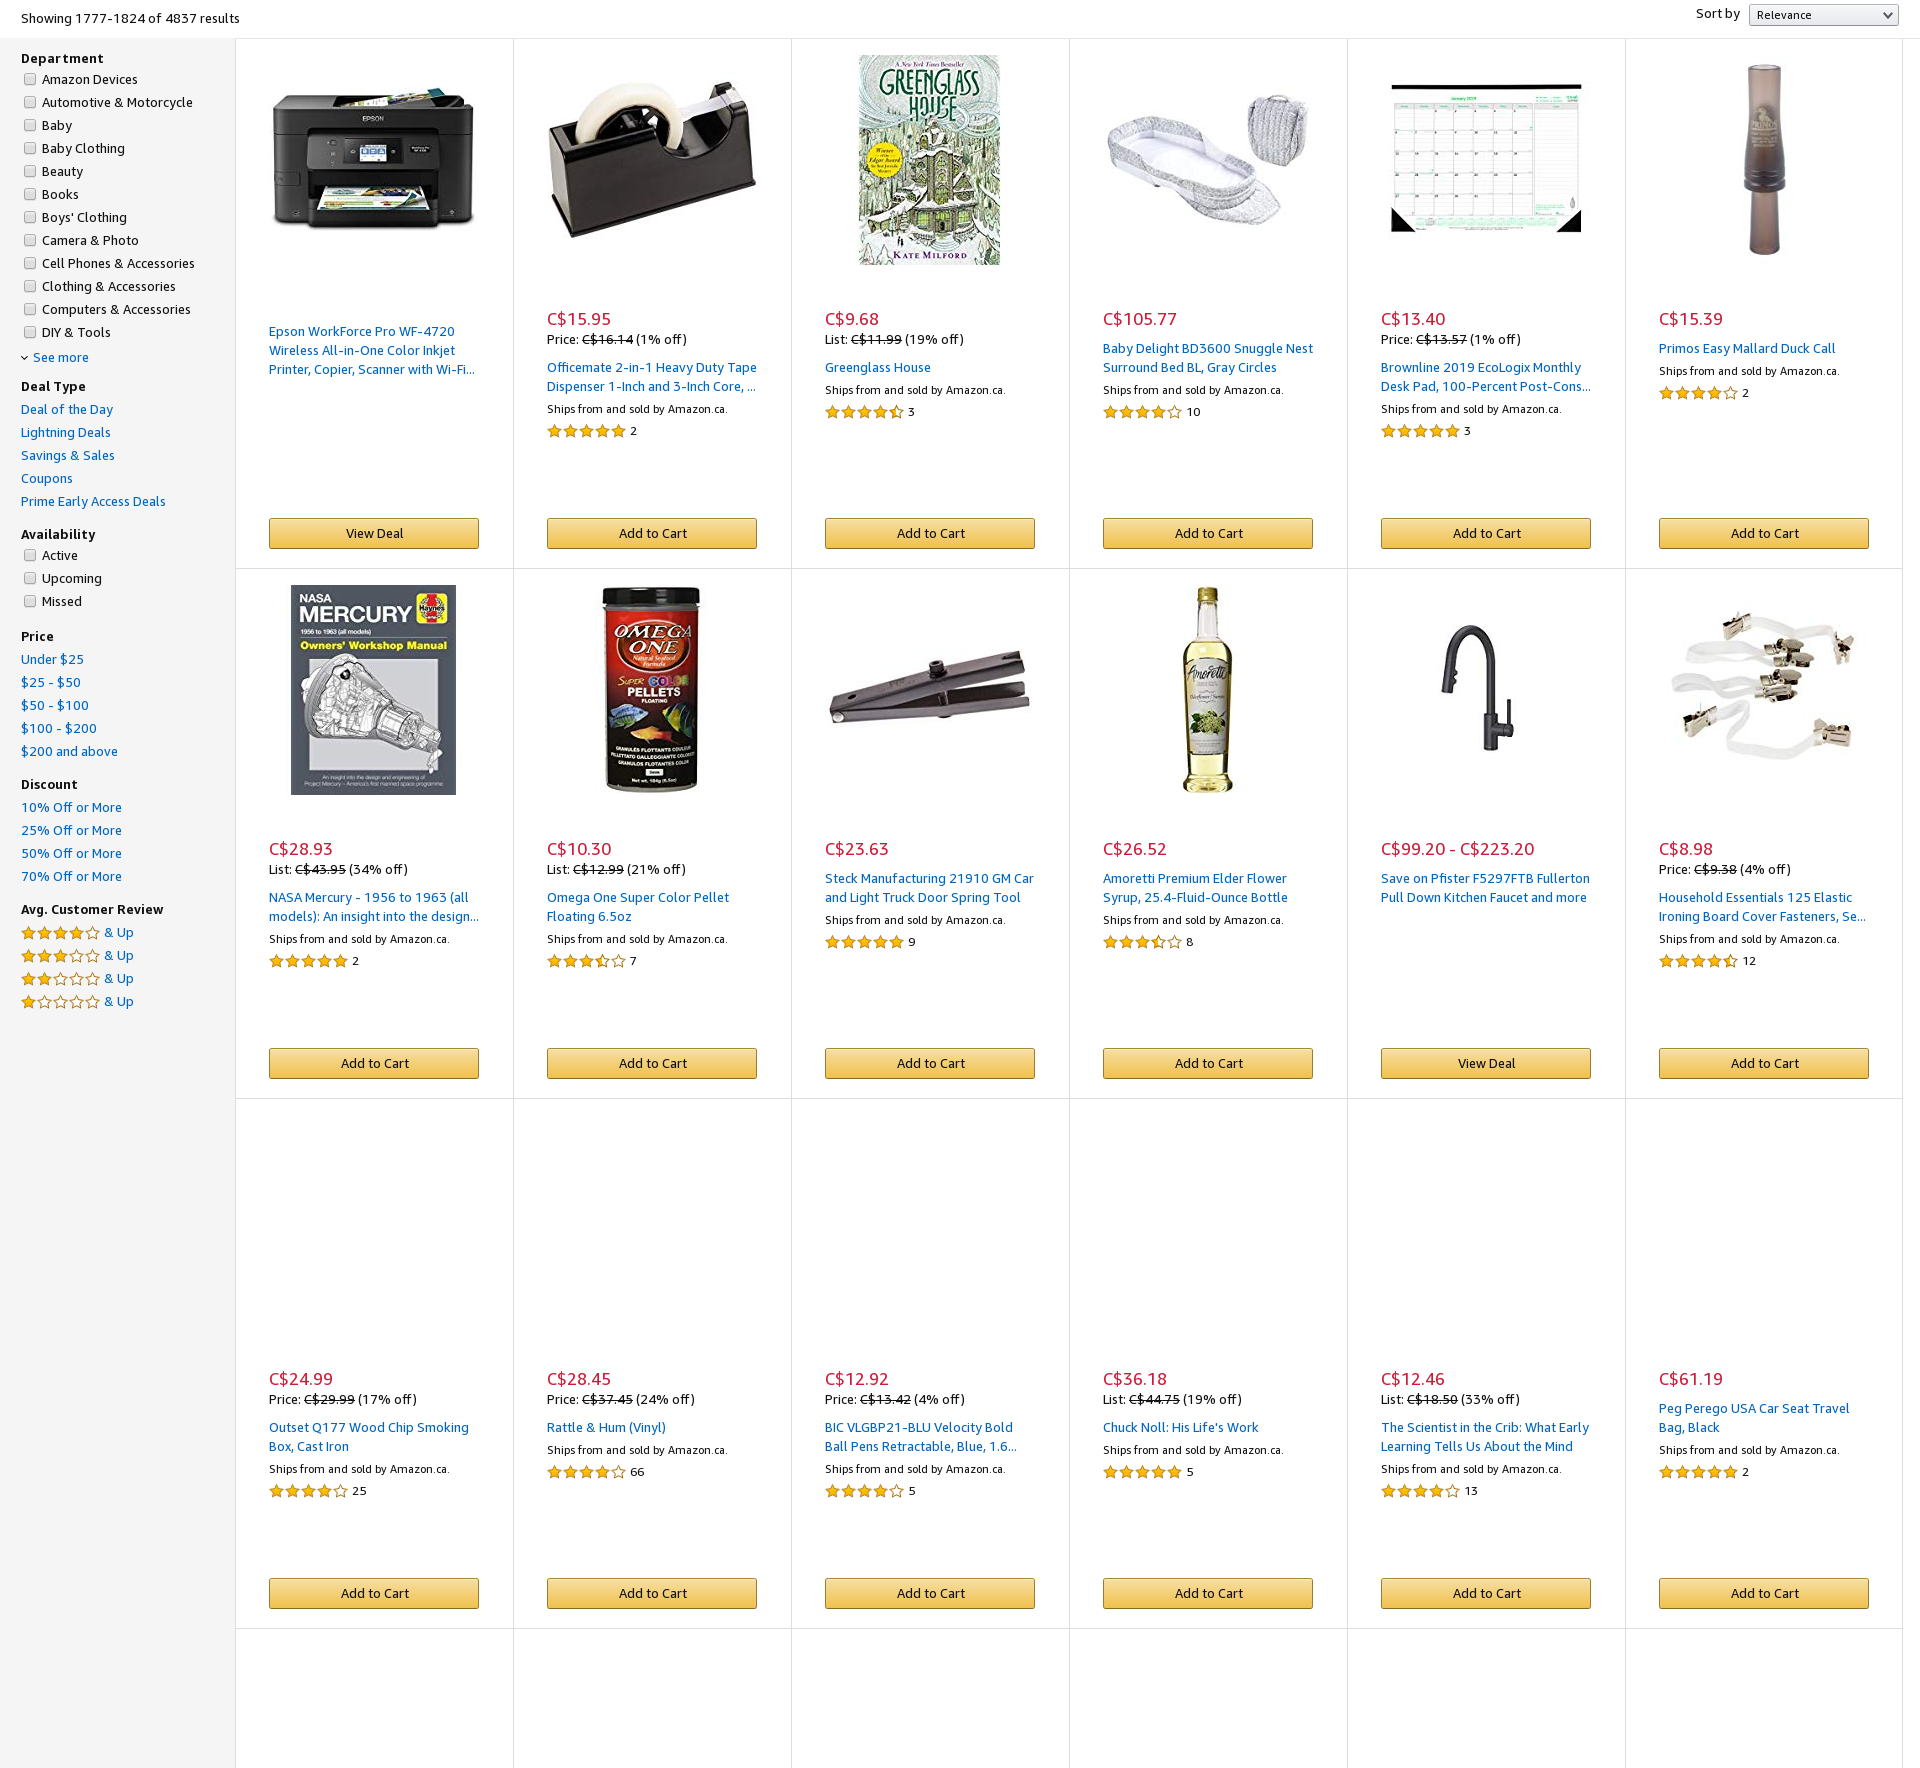 Showing 1777-1824 of 4837 results
Sort by
Relevance
Department
Amazon Devices
Automotive & Motorcycle
Baby
Baby Clothing
Beauty
Books
Boys' Clothing
Camera & Photo
Cell Phones & Accessories
Clothing & Accessories
Computers & Accessories
DIY & Tools
See more
Deal Type
Deal of the Day
Lightning Deals
Savings & Sales
Coupons
Prime Early Access Deals
Availability
Active
Upcoming
Missed
Price
Under $25
$25 - $50
$50 - $100
$100 - $200
$200 and above
Discount
10% Off or More
25% Off or More
50% Off or More
70% Off or More
Avg. Customer Review
& Up
& Up
& Up
& Up
EPSON
Epson WorkForce Pro WF-4720
Wireless All-in-One Color Inkjet
Printer, Copier, Scanner with Wi-Fi...
View Deal
C$15.95
Price: C$16.14 (1% off)
Officemate 2-in-1 Heavy Duty Tape
Dispenser 1-Inch and 3-Inch Core, ...
Ships from and sold by Amazon.ca.
2
Add to Cart
A New York Times Bestseller
GREENGLASS
HOUSE
Winner
Edgar Award
KATE MILFORD
C$9.68
List: C$11.99 (19% off)
Greenglass House
Ships from and sold by Amazon.ca.
3
Add to Cart
C$105.77
Baby Delight BD3600 Snuggle Nest
Surround Bed BL, Gray Circles
Ships from and sold by Amazon.ca.
10
Add to Cart
January 2019
C$13.40
Price: C$13.57 (1% off)
Brownline 2019 EcoLogix Monthly
Desk Pad, 100-Percent Post-Cons...
Ships from and sold by Amazon.ca.
3
Add to Cart
PRIMOS
C$15.39
Primos Easy Mallard Duck Call
Ships from and sold by Amazon.ca.
2
Add to Cart
NASA
MERCURY
Haynes
1956 to 1963 (all models)
Owners' Workshop Manual
An insight into the design and engineering of
Project Mercury – America's first manned space programme
C$28.93
List: C$43.95 (34% off)
NASA Mercury - 1956 to 1963 (all
models): An insight into the design...
Ships from and sold by Amazon.ca.
2
Add to Cart
OMEGA
ONE
Natural Seafood
Formula
SUPER COLOR
PELLETS
FLOATING
GRANULÉS FLOTTANTS COULEUR
PELLETTATO GALLEGGIANTE COLORE
GRANULOS FLOTANTES COLOR
Net wt. 184g (6.5oz)
C$10.30
List: C$12.99 (21% off)
Omega One Super Color Pellet
Floating 6.5oz
Ships from and sold by Amazon.ca.
7
Add to Cart
C$23.63
Steck Manufacturing 21910 GM Car
and Light Truck Door Spring Tool
Ships from and sold by Amazon.ca.
9
Add to Cart
Amoretti
C$26.52
Amoretti Premium Elder Flower
Syrup, 25.4-Fluid-Ounce Bottle
Ships from and sold by Amazon.ca.
8
Add to Cart
C$99.20 - C$223.20
Save on Pfister F5297FTB Fullerton
Pull Down Kitchen Faucet and more
View Deal
C$8.98
Price: C$9.38 (4% off)
Household Essentials 125 Elastic
Ironing Board Cover Fasteners, Se...
Ships from and sold by Amazon.ca.
12
Add to Cart
C$24.99
Price: C$29.99 (17% off)
Outset Q177 Wood Chip Smoking
Box, Cast Iron
Ships from and sold by Amazon.ca.
25
Add to Cart
C$28.45
Price: C$37.45 (24% off)
Rattle & Hum (Vinyl)
Ships from and sold by Amazon.ca.
66
Add to Cart
C$12.92
Price: C$13.42 (4% off)
BIC VLGBP21-BLU Velocity Bold
Ball Pens Retractable, Blue, 1.6...
Ships from and sold by Amazon.ca.
5
Add to Cart
C$36.18
List: C$44.75 (19% off)
Chuck Noll: His Life's Work
Ships from and sold by Amazon.ca.
5
Add to Cart
C$12.46
List: C$18.50 (33% off)
The Scientist in the Crib: What Early
Learning Tells Us About the Mind
Ships from and sold by Amazon.ca.
13
Add to Cart
C$61.19
Peg Perego USA Car Seat Travel
Bag, Black
Ships from and sold by Amazon.ca.
2
Add to Cart